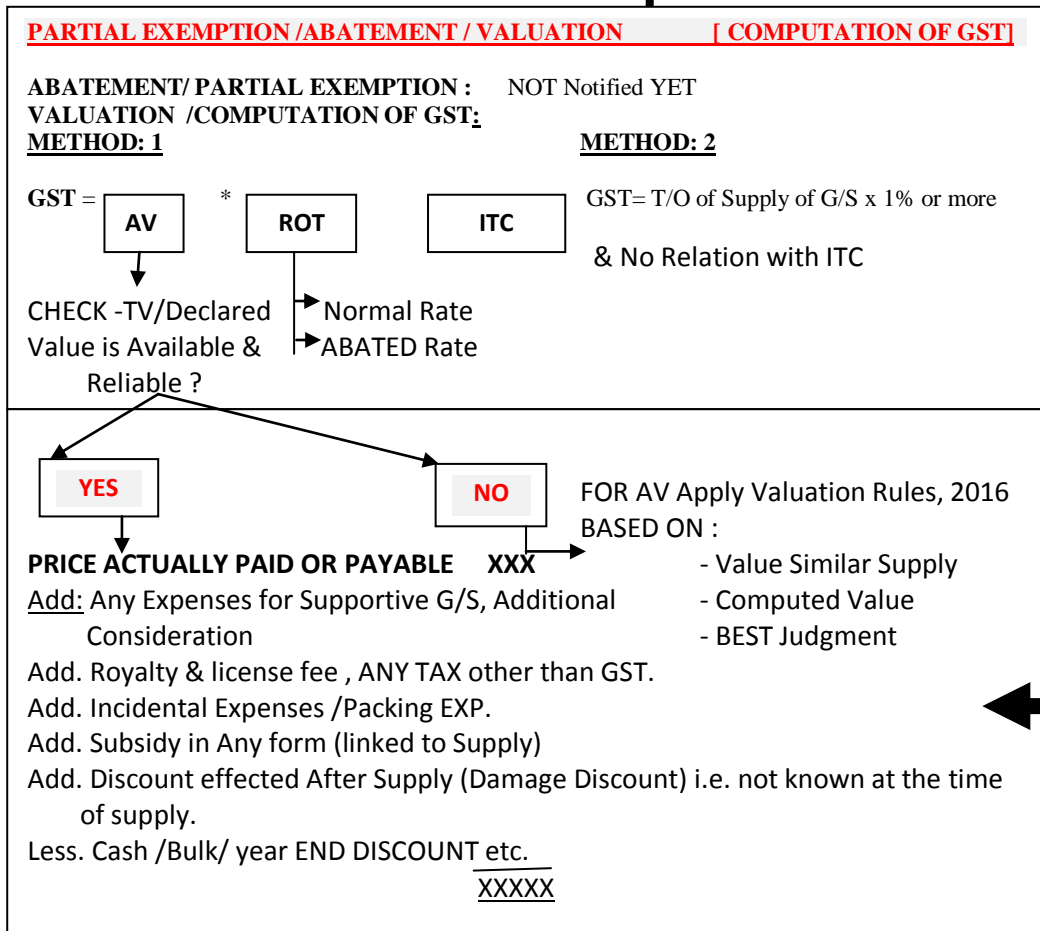 PARTIAL EXEMPTION /ABATEMENT / VALUATION [ COMPUTATION OF GST]
ABATEMENT/ PARTIAL EXEMPTION : NOT Notified YET
VALUATION /COMPUTATION OF GST:
METHOD: 1 METHOD: 2
GST = AV * ROT ITC GST= T/O of Supply of G/S x 1% or more
& No Relation with ITC
CHECK -TV/Declared
Value is Available &
Reliable ?
Normal Rate
ABATED Rate
YES
NO
FOR AV Apply Valuation Rules, 2016
BASED ON :
- Value Similar Supply
- Computed Value
- BEST Judgment
PRICE ACTUALLY PAID OR PAYABLE XXX
Add: Any Expenses for Supportive G/S, Additional
Consideration
Add. Royalty & license fee , ANY TAX other than GST.
Add. Incidental Expenses /Packing EXP.
Add. Subsidy in Any form (linked to Supply)
Add. Discount effected After Supply (Damage Discount) i.e. not known at the time
of supply.
Less. Cash /Bulk/ year END DISCOUNT etc.
XXXXX